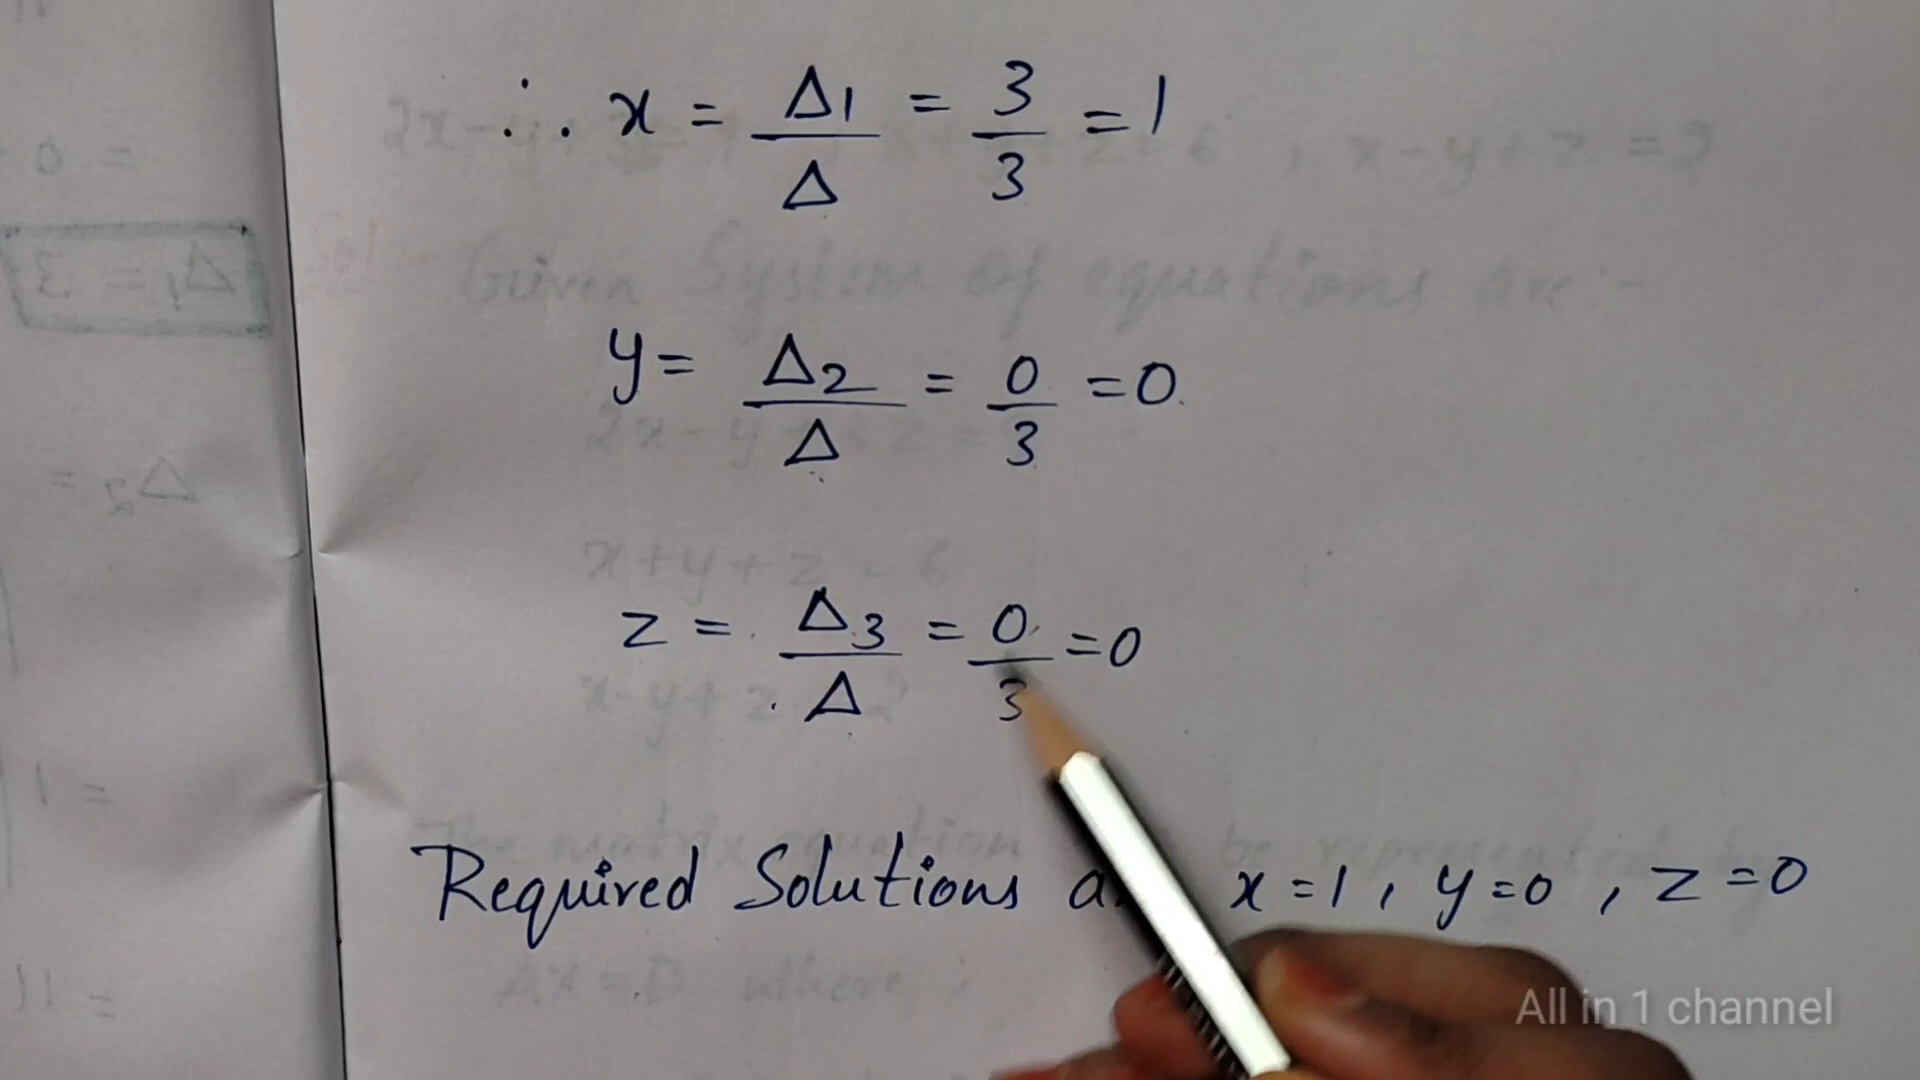 ∴ x = Δ1/Δ = 3/3 = 1
y = Δ2/Δ = 0/3 = 0
z = Δ3/Δ = 0/3 = 0
Required Solutions x = 1, y = 0, z = 0
All in 1 channel